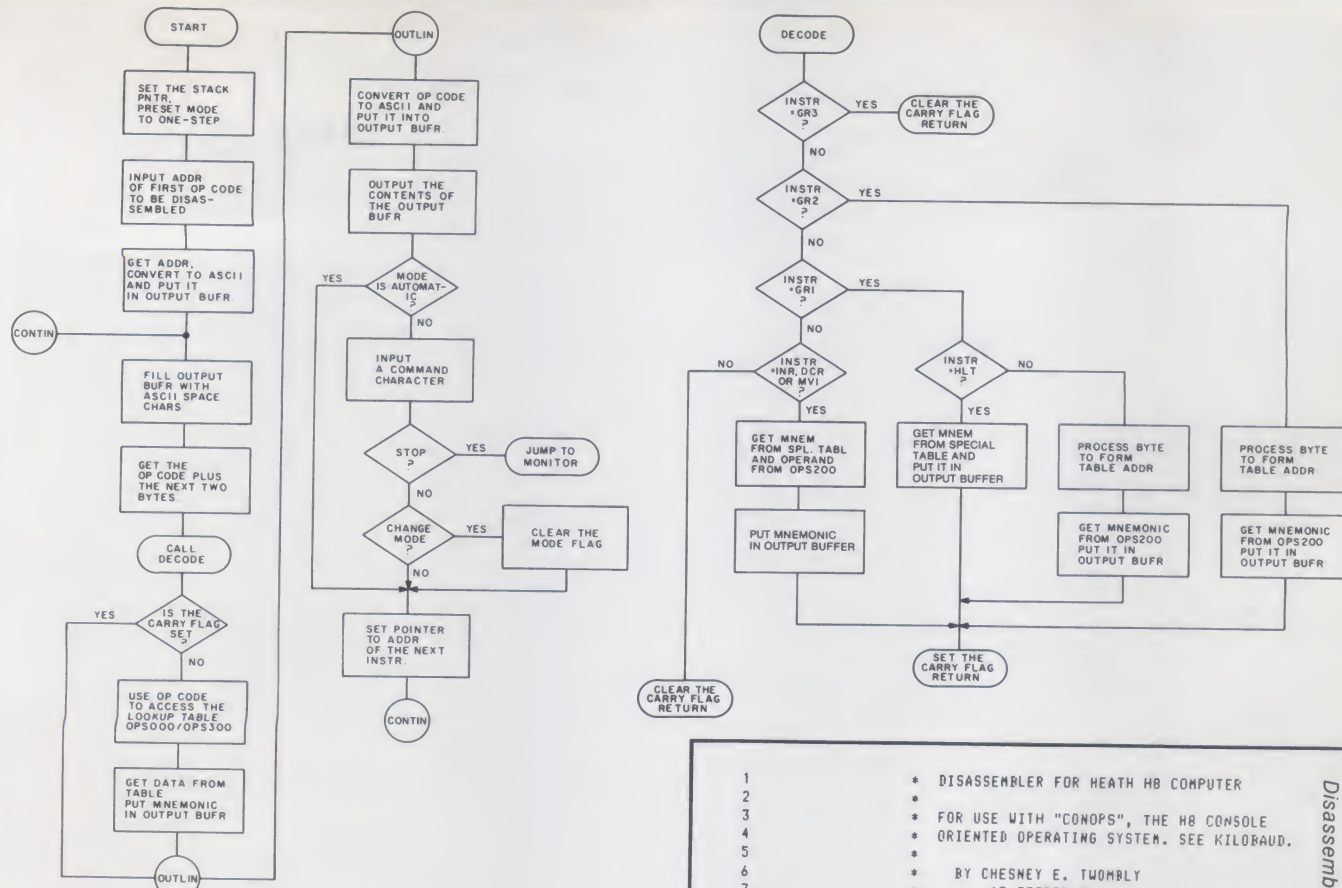 START
SET THE STACK
PNTR,
PRESET MODE
TO ONE-STEP
INPUT ADDR
OF FIRST OP CODE
TO BE DISAS-
SEMBLED
GET ADDR,
CONVERT TO ASCII
AND PUT IT
IN OUTPUT BUFR.
CONTIN
FILL OUTPUT
BUFR WITH
ASCII SPACE
CHARS
GET THE
OP CODE PLUS
THE NEXT TWO
BYTES
CALL
DECODE
YES
IS THE
CARRY FLAG
SET
?
NO
USE OP CODE
TO ACCESS THE
LOOKUP TABLE
OPS000/OPS300
GET DATA FROM
TABLE
PUT MNEMONIC
IN OUTPUT BUFR
OUTLIN
OUTLIN
CONVERT OP CODE
TO ASCII AND
PUT IT INTO
OUTPUT BUFR.
OUTPUT THE
CONTENTS OF
THE OUTPUT
BUFR
YES
MODE
IS AUTOMAT-
IC
?
NO
INPUT
A COMMAND
CHARACTER
STOP
?
YES
JUMP TO
MONITOR
NO
CHANGE
MODE
?
YES
CLEAR THE
MODE FLAG
NO
SET POINTER
TO ADDR
OF THE NEXT
INSTR.
CONTIN
DECODE
INSTR
=GR3
?
YES
CLEAR THE
CARRY FLAG
RETURN
NO
INSTR
=GR2
?
YES
NO
INSTR
=GR1
?
YES
NO
NO
INSTR
=INR, DCR
OR MVI
?
YES
INSTR
=HLT
?
NO
YES
GET MNEM
FROM SPL. TABL
AND OPERAND
FROM OPS200
GET MNEM
FROM SPECIAL
TABLE AND
PUT IT IN
OUTPUT BUFFER
PROCESS BYTE
TO FORM
TABLE ADDR
PROCESS BYTE
TO FORM
TABLE ADDR
PUT MNEMONIC
IN OUTPUT BUFFER
GET MNEMONIC
FROM OPS200
PUT IT IN
OUTPUT BUFR
GET MNEMONIC
FROM OPS200
PUT IT IN
OUTPUT BUFR
SET THE
CARRY FLAG
RETURN
CLEAR THE
CARRY FLAG
RETURN
1 * DISASSEMBLER FOR HEATH H8 COMPUTER
2 *
3 * FOR USE WITH "CONOPS", THE H8 CONSOLE
4 * ORIENTED OPERATING SYSTEM. SEE KILOBAUD.
5 *
6 * BY CHESNEY E. TWOMBLY